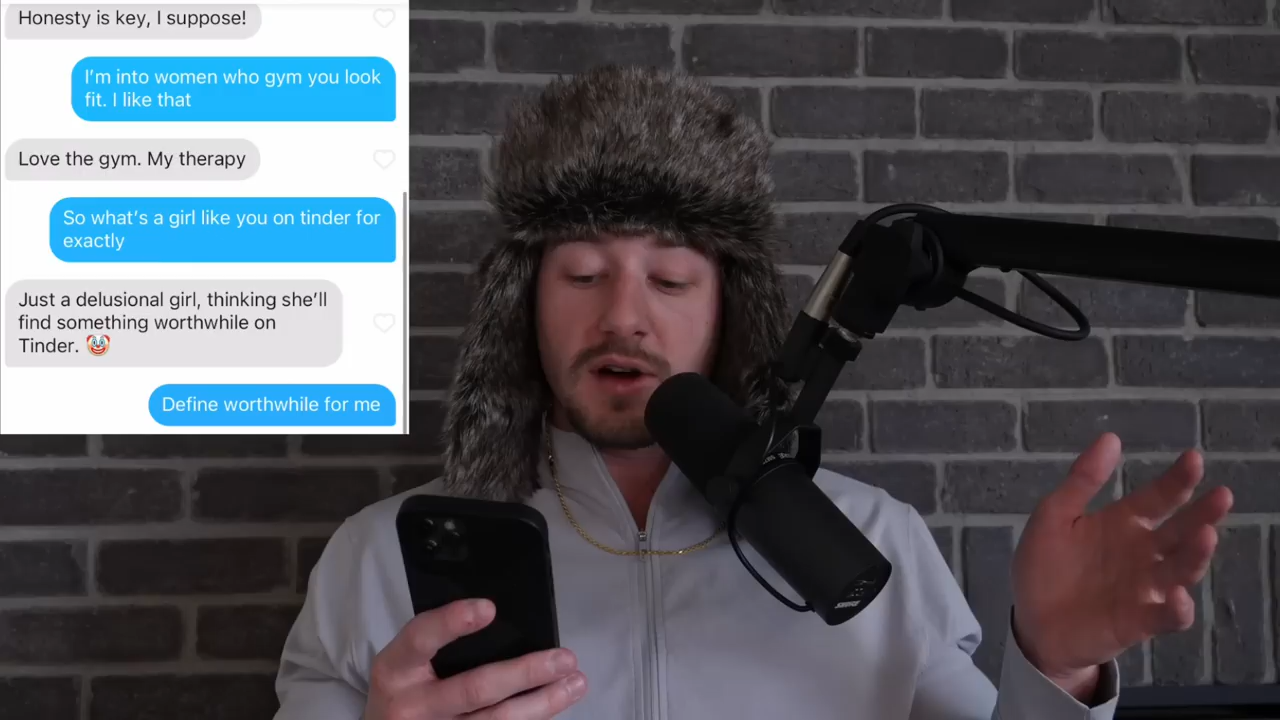 Honesty is key, I suppose!
I'm into women who gym you look
fit. I like that
Love the gym. My therapy
So what's a girl like you on tinder for
exactly
Just a delusional girl, thinking she'll
find something worthwhile on
Tinder. 🤡
Define worthwhile for me